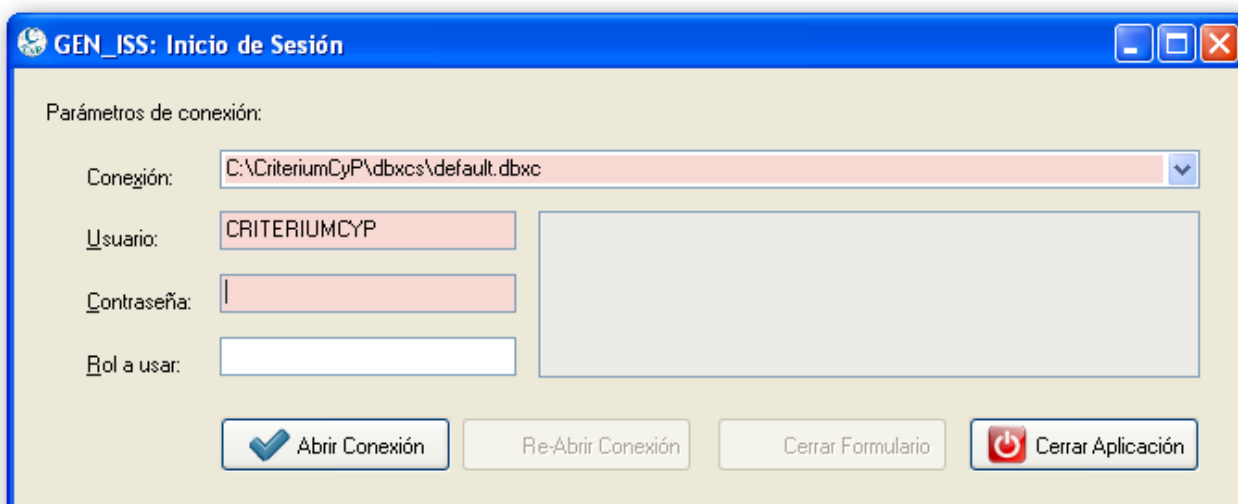 GEN_ISS: Inicio de Sesión
Parámetros de conexión:
Conexión: C:\CriteriumCyP\dbxcs\default.dbxc
Usuario: CRITERIUMCYP
Contraseña:
Rol a usar:
Abrir Conexión Re-Abrir Conexión Cerrar Formulario Cerrar Aplicación